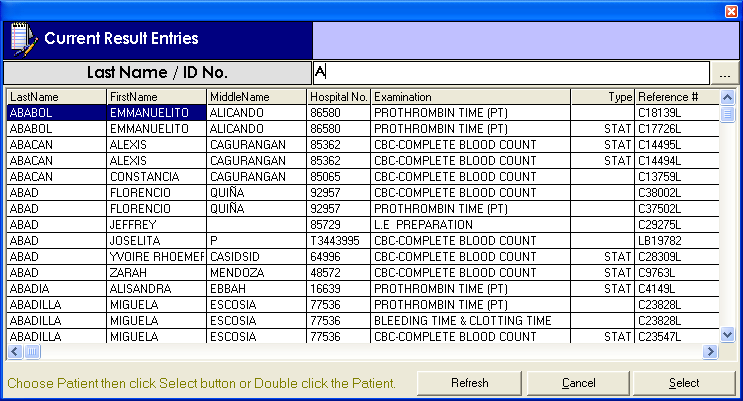 Current Result Entries
Last Name / ID No. A ...
LastName FirstName MiddleName Hospital No. Examination Type Reference #
ABABOL EMMANUELITO ALICANDO 86580 PROTHROMBIN TIME (PT) C18139L
ABABOL EMMANUELITO ALICANDO 86580 PROTHROMBIN TIME (PT) STAT C17726L
ABACAN ALEXIS CAGURANGAN 85362 CBC-COMPLETE BLOOD COUNT STAT C14495L
ABACAN ALEXIS CAGURANGAN 85362 CBC-COMPLETE BLOOD COUNT STAT C14494L
ABACAN CONSTANCIA CAGURANGAN 85065 CBC-COMPLETE BLOOD COUNT C13759L
ABAD FLORENCIO QUIÑA 92957 CBC-COMPLETE BLOOD COUNT C38002L
ABAD FLORENCIO QUIÑA 92957 PROTHROMBIN TIME (PT) C37502L
ABAD JEFFREY 85729 L.E PREPARATION C29275L
ABAD JOSELITA P T3443995 CBC-COMPLETE BLOOD COUNT LB19782
ABAD YVOIRE RHOEMER CASIDSID 64996 CBC-COMPLETE BLOOD COUNT STAT C28309L
ABAD ZARAH MENDOZA 48572 CBC-COMPLETE BLOOD COUNT STAT C9763L
ABADIA ALISANDRA EBBAH 16639 PROTHROMBIN TIME (PT) STAT C4149L
ABADILLA MIGUELA ESCOSIA 77536 PROTHROMBIN TIME (PT) C23828L
ABADILLA MIGUELA ESCOSIA 77536 BLEEDING TIME & CLOTTING TIME C23828L
ABADILLA MIGUELA ESCOSIA 77536 CBC-COMPLETE BLOOD COUNT STAT C23547L
Choose Patient then click Select button or Double click the Patient. Refresh Cancel Select